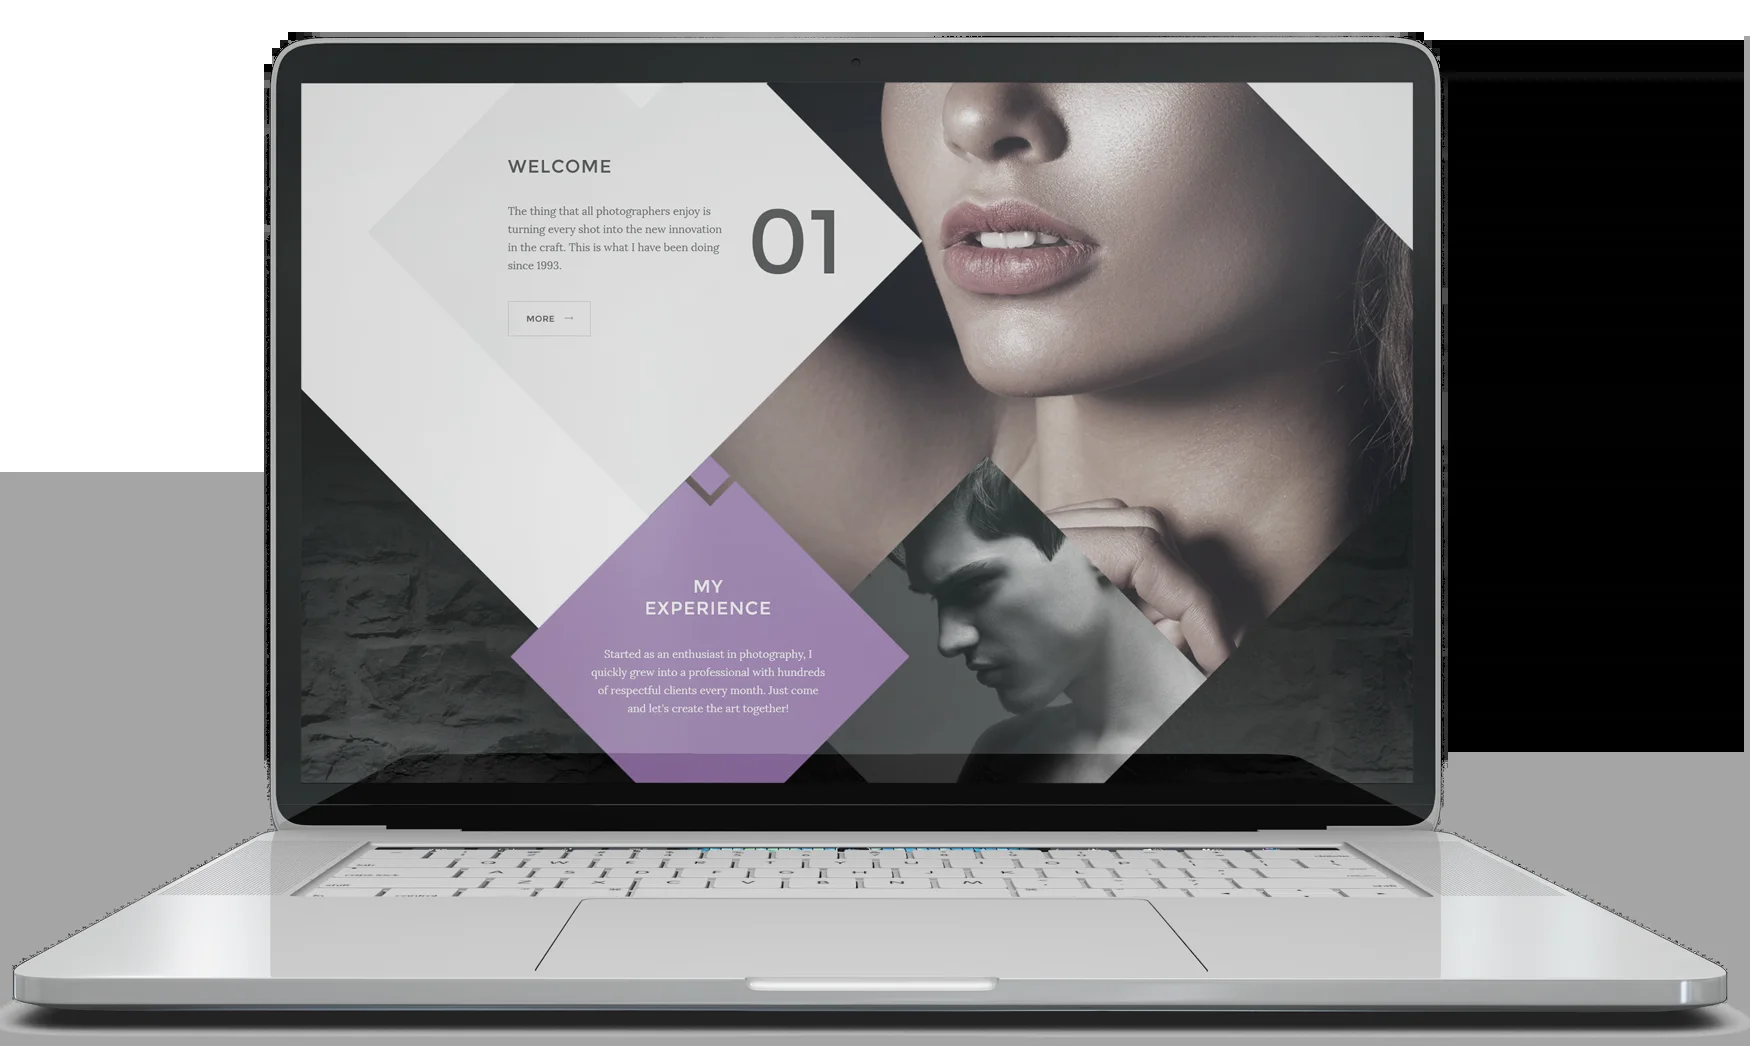 WELCOME
The thing that all photographers enjoy is
turning every shot into the new innovation
in the craft. This is what I have been doing
since 1993.
01
MORE →
MY
EXPERIENCE
Started as an enthusiast in photography, I
quickly grew into a professional with hundreds
of respectful clients every month. Just come
and let's create the art together!